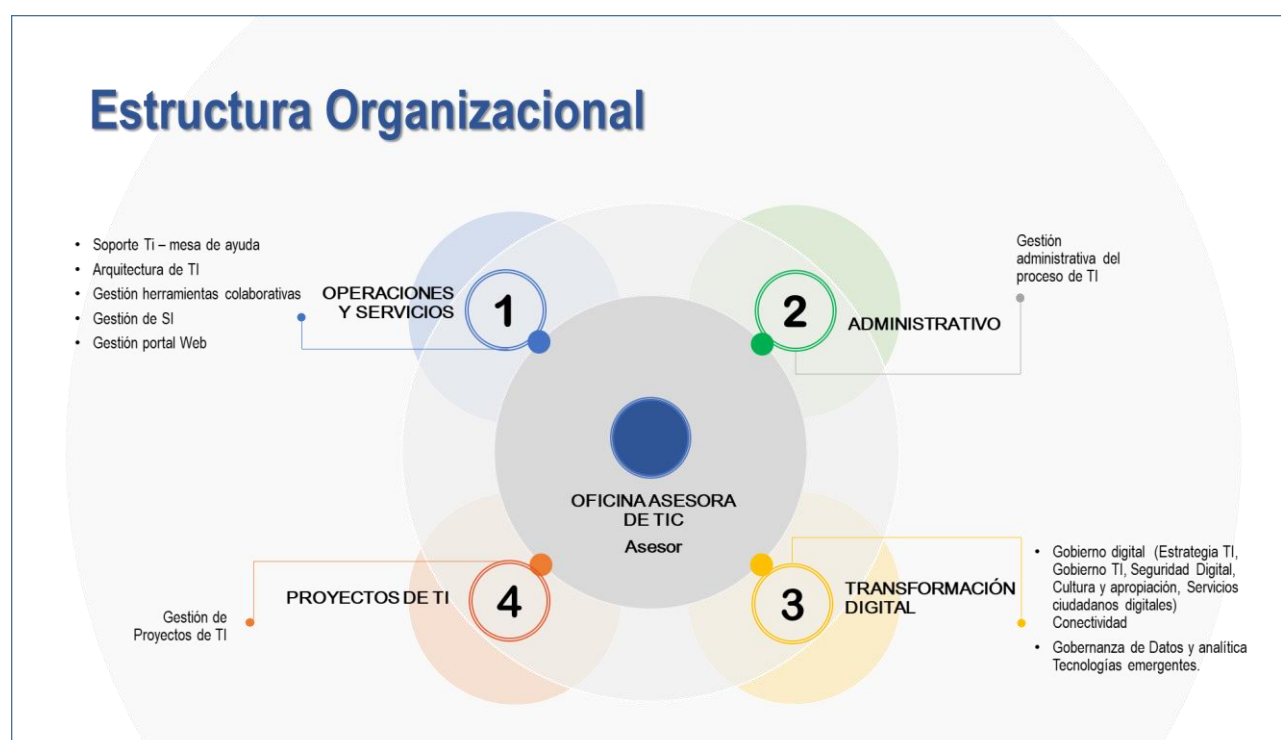 Estructura Organizacional
• Soporte Ti – mesa de ayuda
• Arquitectura de TI
• Gestión herramientas colaborativas
• Gestión de SI
• Gestión portal Web
OPERACIONES
Y SERVICIOS
1
2
ADMINISTRATIVO
Gestión
administrativa del
proceso de TI
OFICINA ASESORA
DE TIC
Asesor
Gestión de
Proyectos de TI
PROYECTOS DE TI
4
3
TRANSFORMACIÓN
DIGITAL
• Gobierno digital (Estrategia TI,
Gobierno TI, Seguridad Digital,
Cultura y apropiación, Servicios
ciudadanos digitales)
Conectividad
• Gobernanza de Datos y analítica
Tecnologías emergentes.